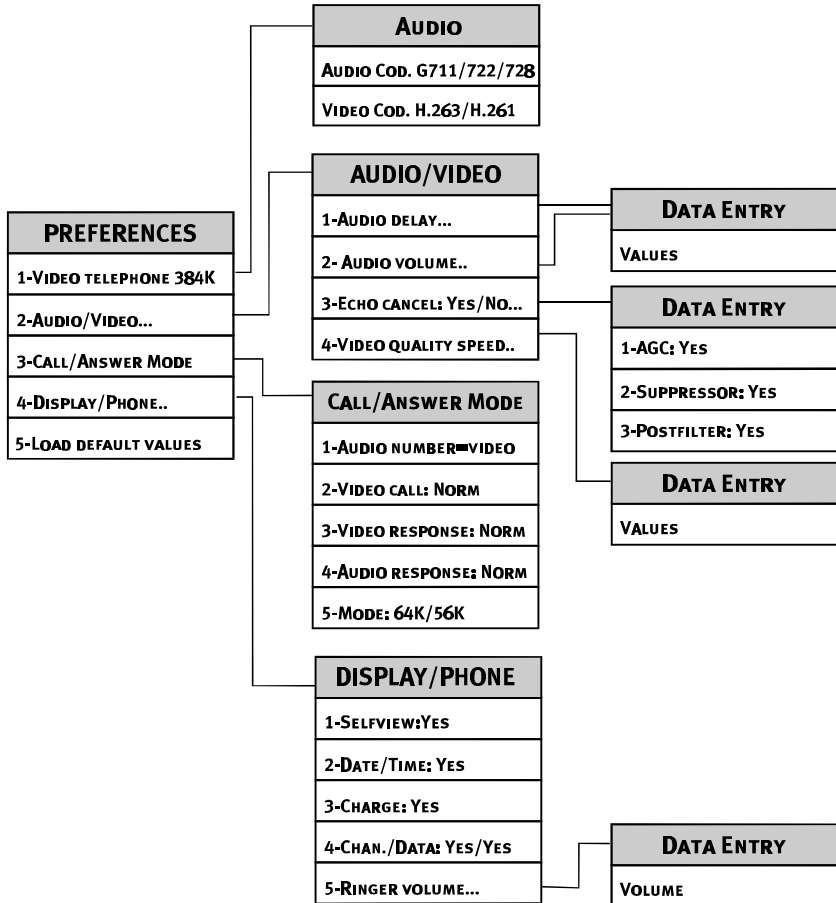 Audio
Audio Cod. G711/722/728
Video Cod. H.263/H.261
AUDIO/VIDEO
1-Audio delay...
2- Audio volume..
3-Echo cancel: Yes/No...
4-Video quality speed..
Data Entry
Values
PREFERENCES
1-Video telephone 384K
2-Audio/Video...
3-Call/Answer Mode
4-Display/Phone..
5-Load default values
Data Entry
1-AGC: Yes
2-Suppressor: Yes
3-Postfilter: Yes
Call/Answer Mode
1-Audio number=video
2-Video call: Norm
3-Video response: Norm
4-Audio response: Norm
5-Mode: 64K/56K
Data Entry
Values
DISPLAY/PHONE
1-Selfview:Yes
2-Date/Time: Yes
3-Charge: Yes
4-Chan./Data: Yes/Yes
5-Ringer volume...
Data Entry
Volume